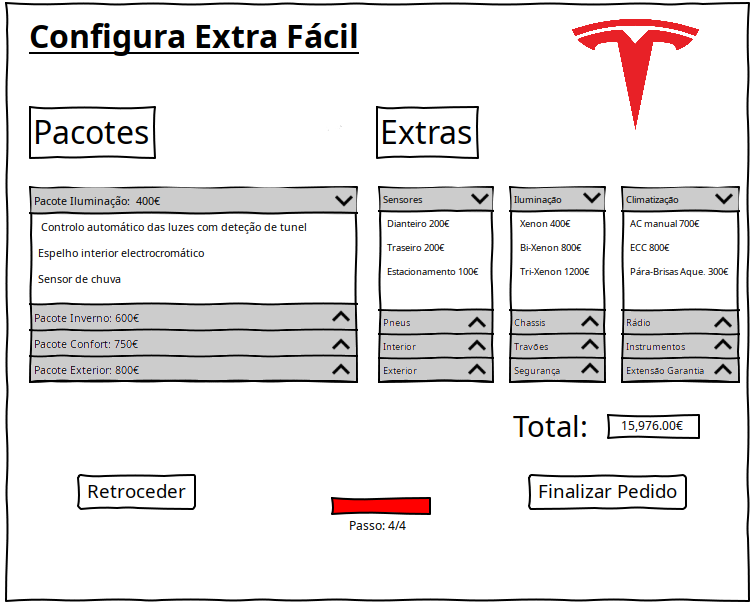 Configura Extra Fácil
Pacotes
Extras
Pacote Iluminação: 400€
Controlo automático das luzes com deteção de tunel
Espelho interior electrocromático
Sensor de chuva
Pacote Inverno: 600€
Pacote Confort: 750€
Pacote Exterior: 800€
Sensores
Dianteiro 200€
Traseiro 200€
Estacionamento 100€
Pneus
Interior
Exterior
Iluminação
Xenon 400€
Bi-Xenon 800€
Tri-Xenon 1200€
Chassis
Travões
Segurança
Climatização
AC manual 700€
ECC 800€
Pára-Brisas Aque. 300€
Rádio
Instrumentos
Extensão Garantia
Total: 15,976.00€
Retroceder
Passo: 4/4
Finalizar Pedido